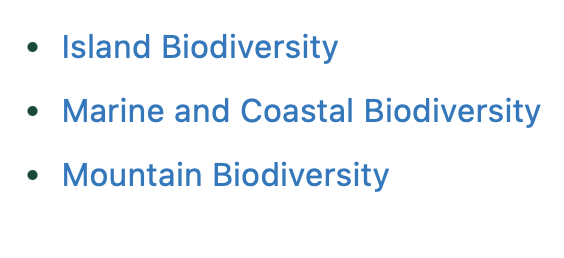 • Island Biodiversity
• Marine and Coastal Biodiversity
• Mountain Biodiversity